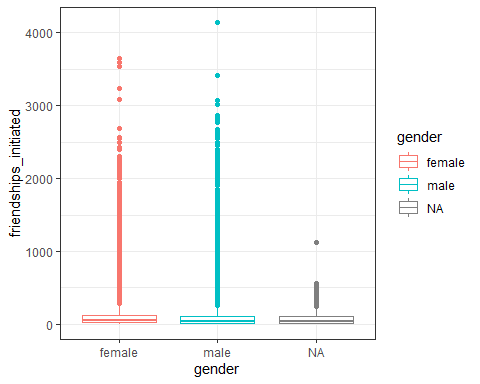 4000
3000
2000
1000
0
friendships_initiated
female
male
NA
gender
gender
female
male
NA